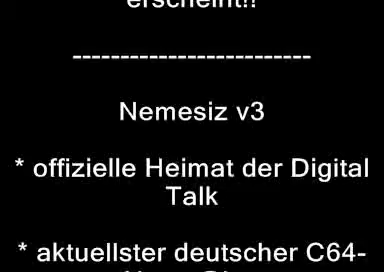 erscheint!!
-------------------------
Nemesiz v3
* offizielle Heimat der Digital
Talk
* aktuellster deutscher C64-